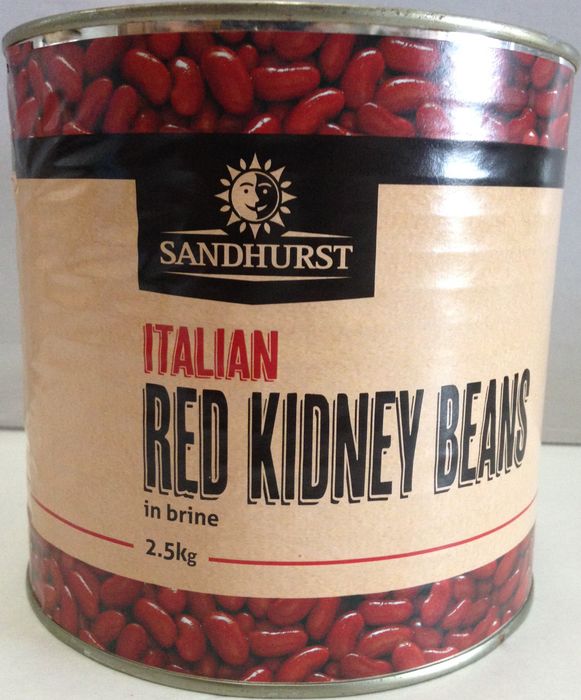 SANDHURST
ITALIAN
RED KIDNEY BEANS
in brine
2.5kg